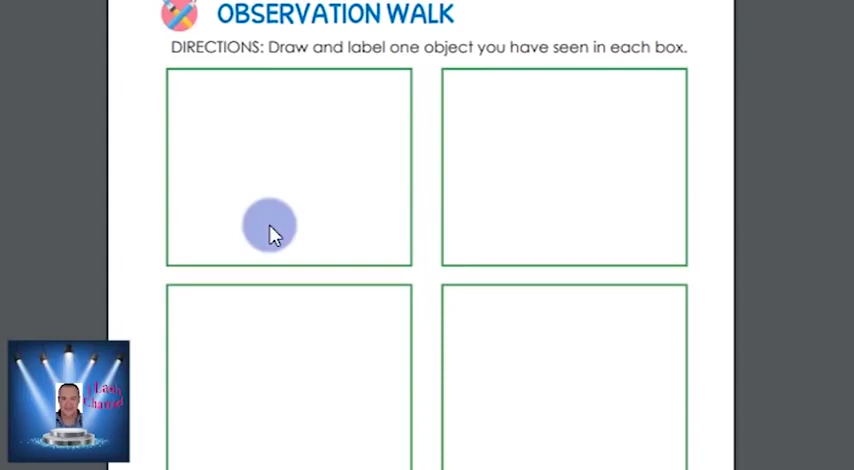 OBSERVATION WALK
DIRECTIONS: Draw and label one object you have seen in each box.